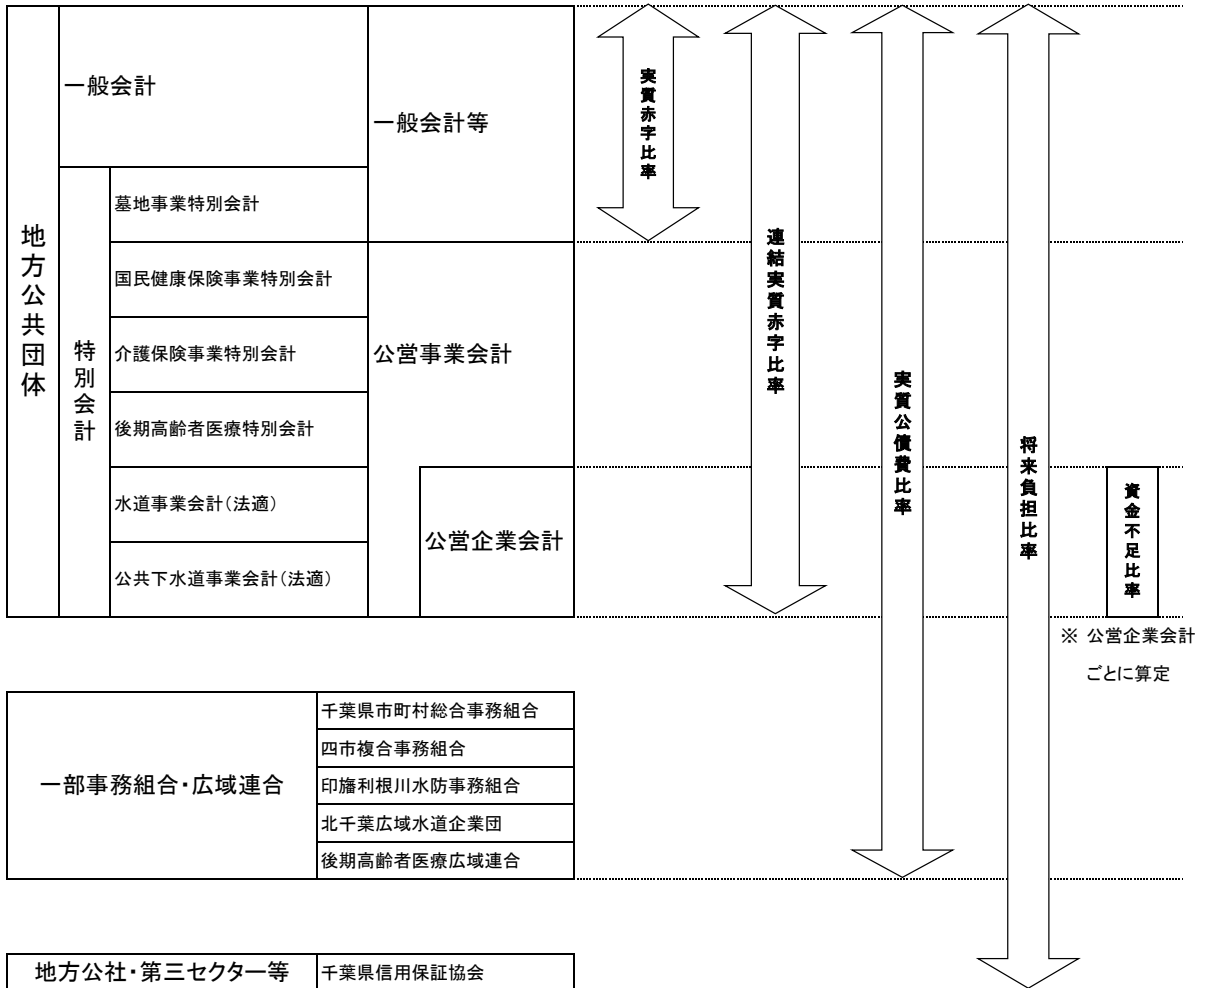 地方公共団体
一般会計
特別会計
墓地事業特別会計
国民健康保険事業特別会計
介護保険事業特別会計
後期高齢者医療特別会計
水道事業会計(法適)
公共下水道事業会計(法適)
一般会計等
公営事業会計
公営企業会計
実質赤字比率
連結実質赤字比率
実質公債費比率
将来負担比率
資金不足比率
※ 公営企業会計
ごとに算定
一部事務組合・広域連合
千葉県市町村総合事務組合
四市複合事務組合
印旛利根川水防事務組合
北千葉広域水道企業団
後期高齢者医療広域連合
地方公社・第三セクター等
千葉県信用保証協会